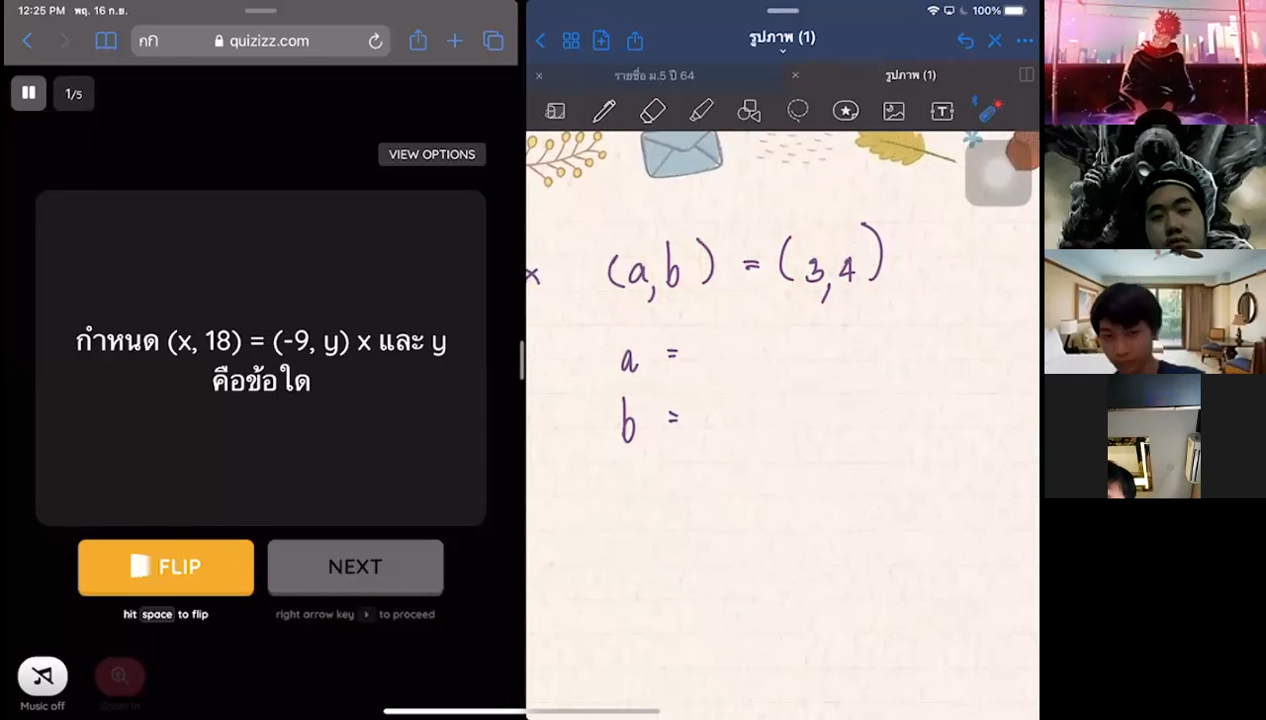 12:25 PM พฤ. 16 ก.ย.
กก quizizz.com
1/5
VIEW OPTIONS
กำหนด (x, 18) = (-9, y) x และ y
คือข้อใด
FLIP
NEXT
hit space to flip
right arrow key to proceed
Music off
Zoom in
100%
รูปภาพ (1)
รายชื่อ ม.5 ปี 64
รูปภาพ (1)
x (a,b) = (3,4)
a =
b =